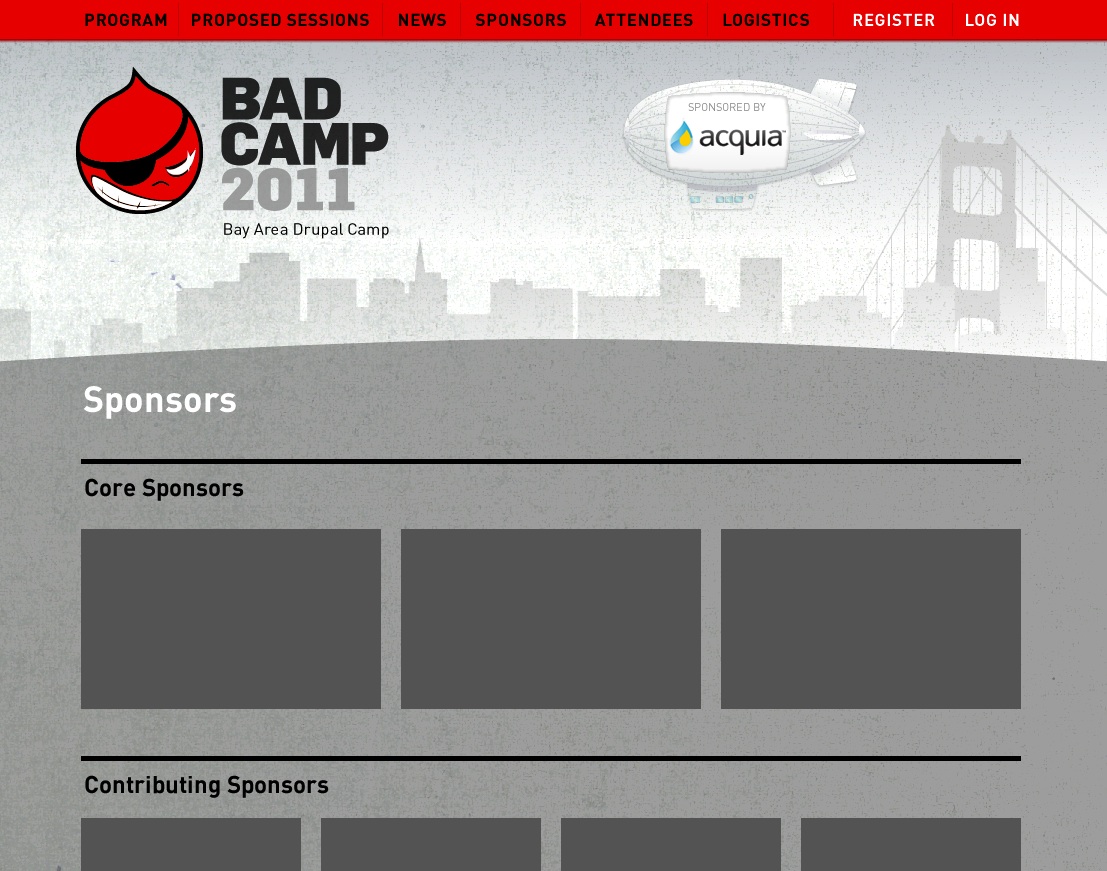 PROGRAM PROPOSED SESSIONS NEWS SPONSORS ATTENDEES LOGISTICS REGISTER LOG IN
BAD
CAMP
2011
Bay Area Drupal Camp
SPONSORED BY
acquia™
Sponsors
Core Sponsors
Contributing Sponsors